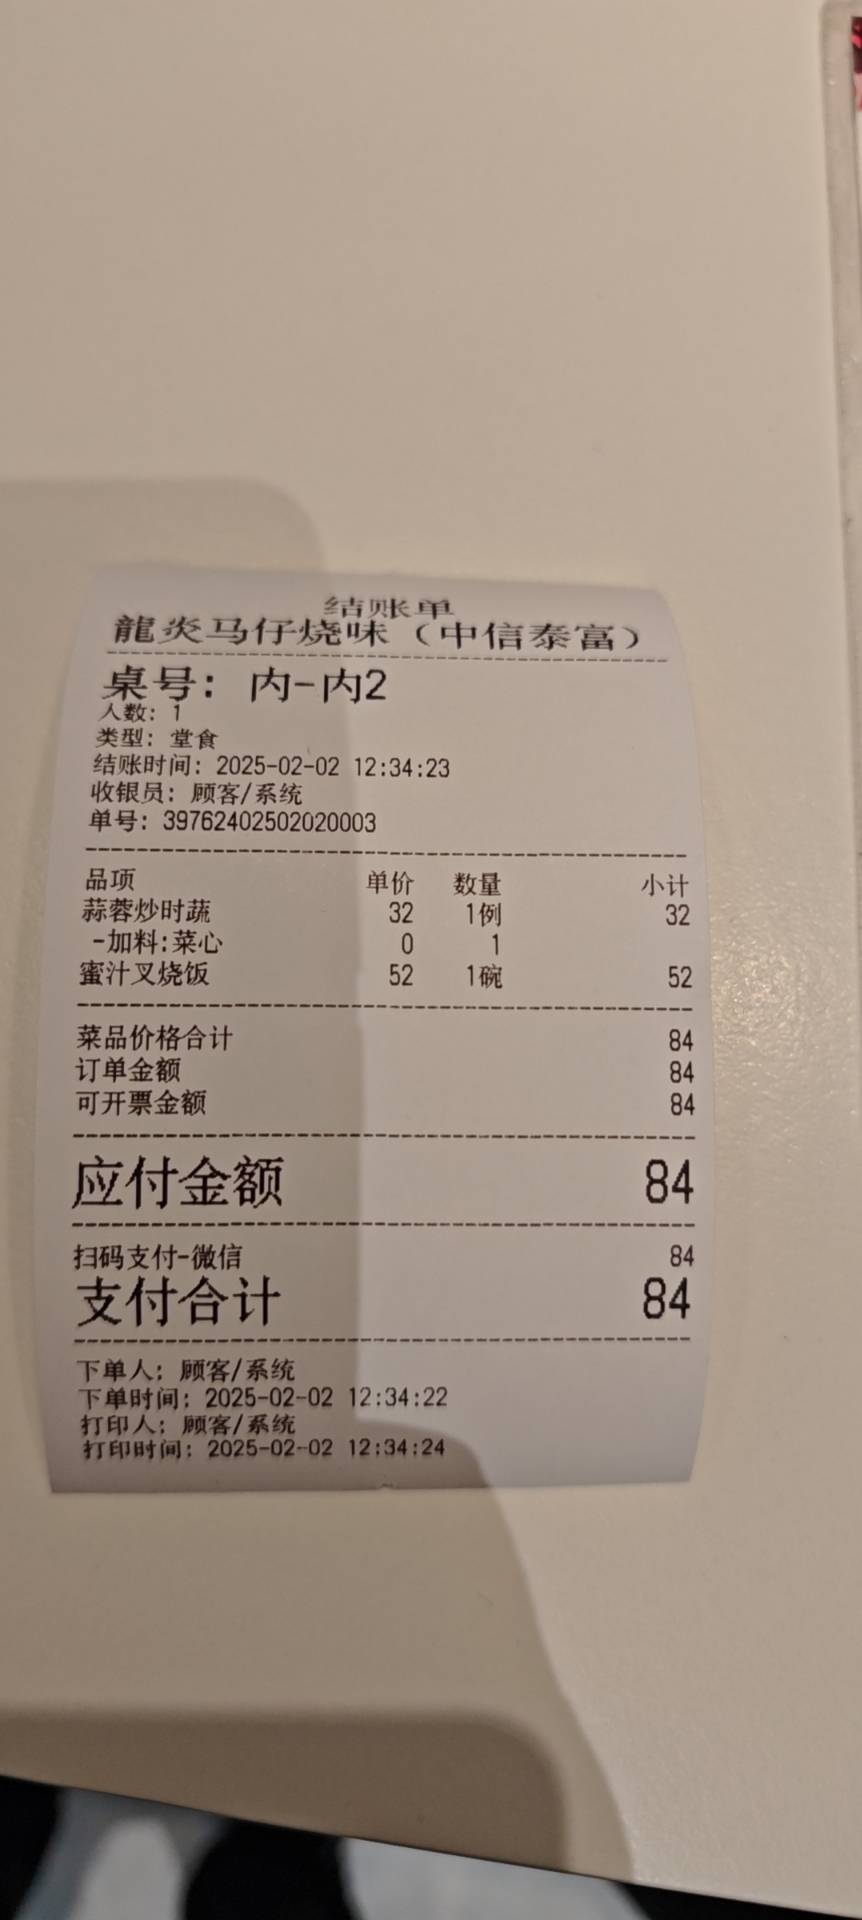 结账单
龍炎马仔烧味（中信泰富）
桌号: 内-内2
人数: 1
类型: 堂食
结账时间: 2025-02-02 12:34:23
收银员: 顾客/系统
单号: 39762402502020003
品项 单价 数量 小计
蒜蓉炒时蔬 32 1例 32
-加料:菜心 0 1
蜜汁叉烧饭 52 1碗 52
菜品价格合计 84
订单金额 84
可开票金额 84
应付金额 84
扫码支付-微信 84
支付合计 84
下单人: 顾客/系统
下单时间: 2025-02-02 12:34:22
打印人: 顾客/系统
打印时间: 2025-02-02 12:34:24